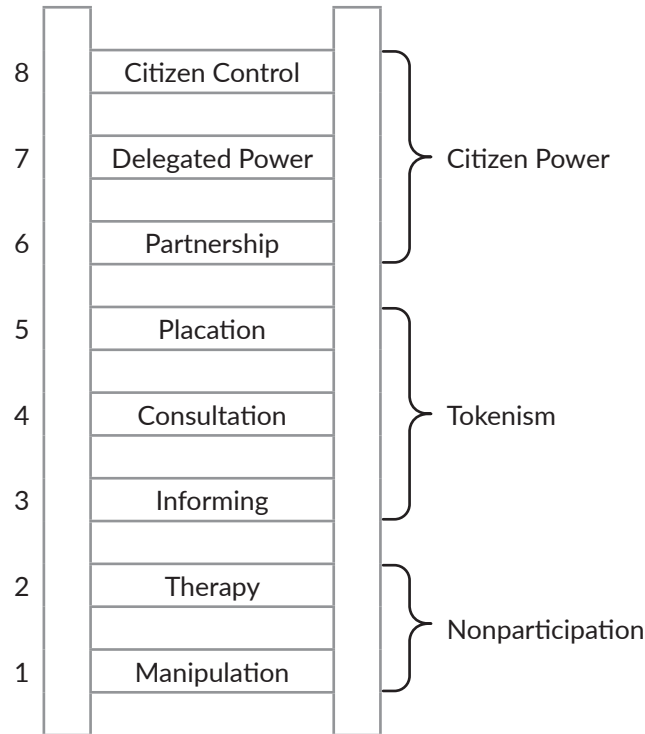 8 Citizen Control
7 Delegated Power
Citizen Power
6 Partnership
5 Placation
4 Consultation
Tokenism
3 Informing
2 Therapy
Nonparticipation
1 Manipulation